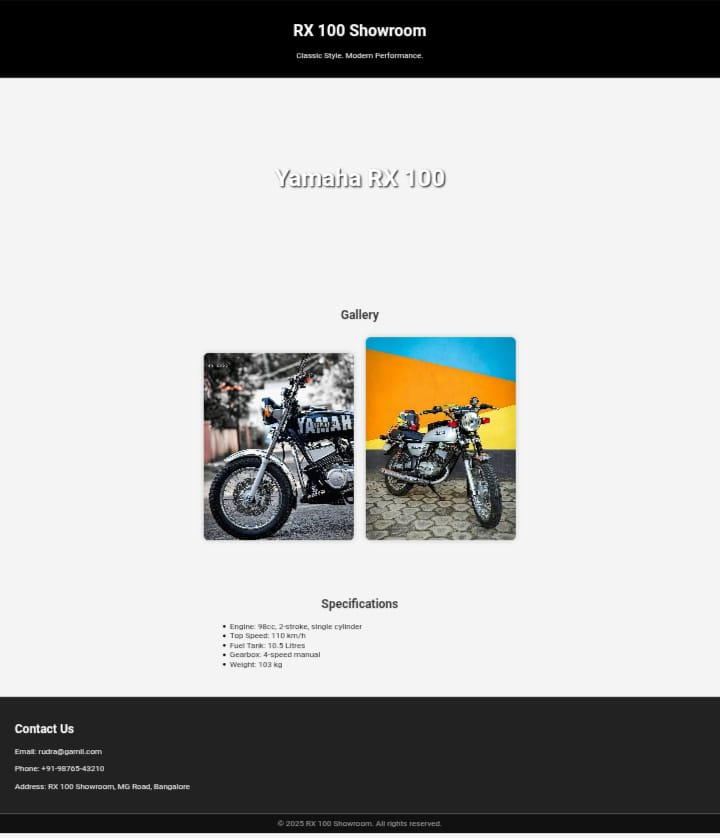 RX 100 Showroom
Classic Style. Modern Performance.
Yamaha RX 100
Gallery
YAMAH
Specifications
• Engine: 98cc, 2-stroke, single cylinder
• Top Speed: 110 km/h
• Fuel Tank: 10.5 Litres
• Gearbox: 4-speed manual
• Weight: 103 kg
Contact Us
Email: rudra@gamil.com
Phone: +91-98765-43210
Address: RX 100 Showroom, MG Road, Bangalore
© 2025 RX 100 Showroom. All rights reserved.